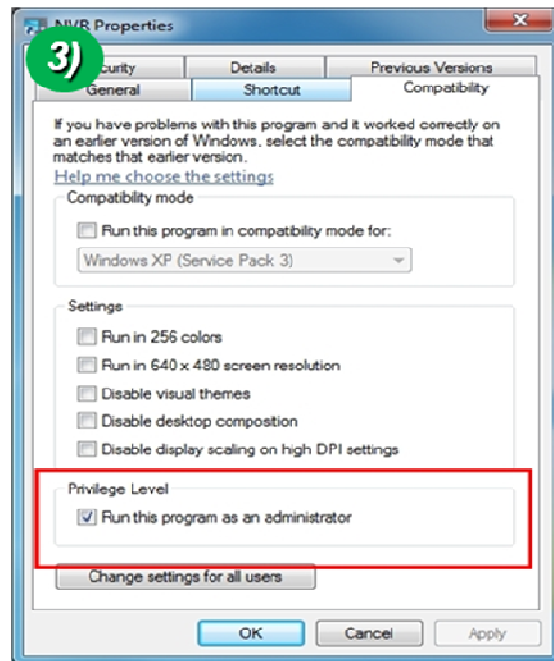 NVR Properties
3)
Security Details Previous Versions
General Shortcut Compatibility
If you have problems with this program and it worked correctly on
an earlier version of Windows, select the compatibility mode that
matches that earlier version.
Help me choose the settings
Compatibility mode
Run this program in compatibility mode for:
Windows XP (Service Pack 3)
Settings
Run in 256 colors
Run in 640 x 480 screen resolution
Disable visual themes
Disable desktop compostion
Disable display scaling on high DPI settings
Privilege Level
Run this program as an administrator
Change settings for all users
OK Cancel Apply